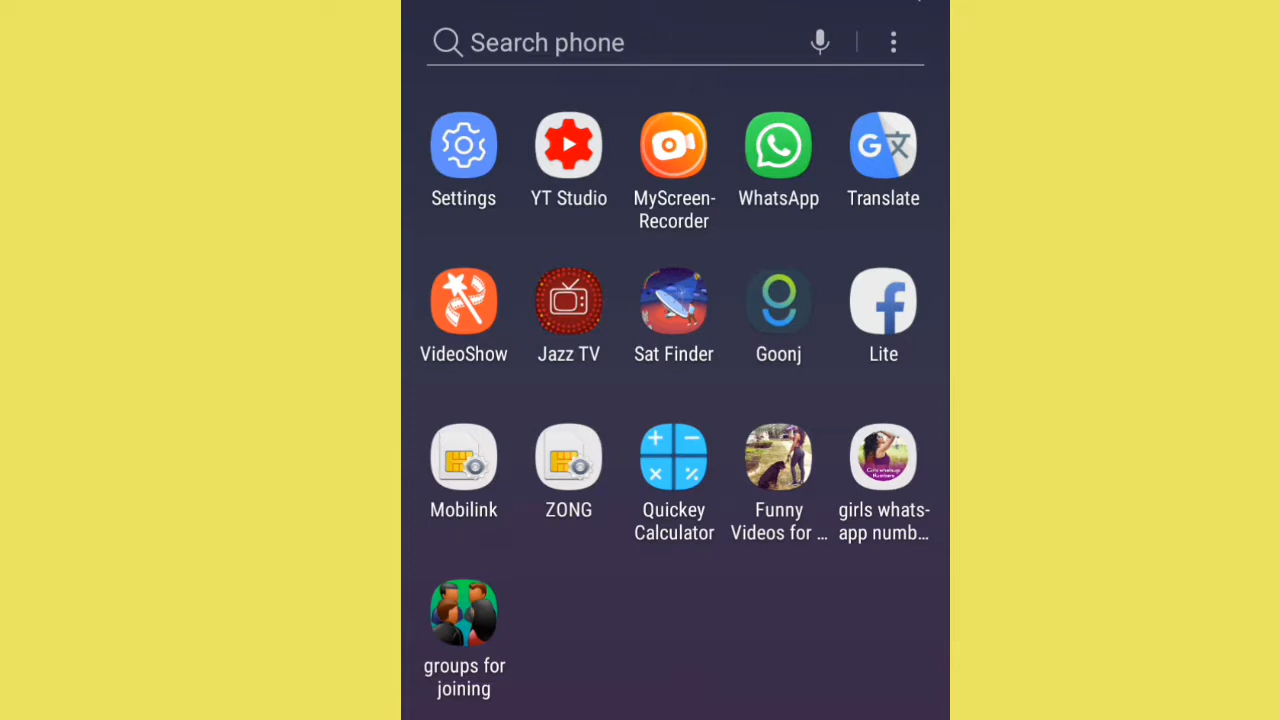 Search phone
Settings
YT Studio
MyScreen-
Recorder
WhatsApp
Translate
VideoShow
Jazz TV
Sat Finder
Goonj
Lite
Mobilink
ZONG
Quickey
Calculator
Funny
Videos for ...
girls whats-
app numb...
groups for
joining